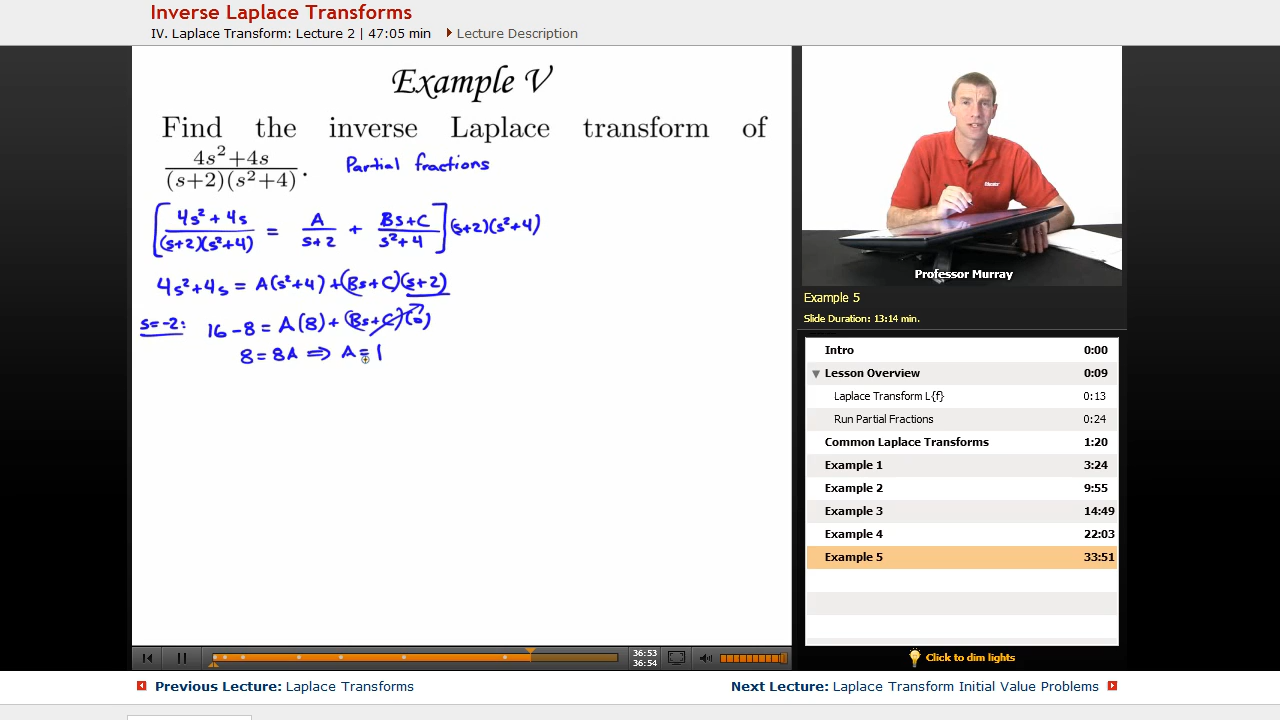 Inverse Laplace Transforms
IV. Laplace Transform: Lecture 2 | 47:05 min Lecture Description
Example V
Find the inverse Laplace transform of
4s²+4s / (s+2)(s²+4) . Partial fractions
[ 4s² + 4s / (s+2)(s²+4) = A / s+2 + Bs+C / s²+4 ] (s+2)(s²+4)
4s²+4s = A(s²+4) + (Bs+C)(s+2)
s=-2: 16 - 8 = A(8) + (Bs+C)(0)
8 = 8A ⟹ A = 1
Professor Murray
Example 5
Slide Duration: 13:14 min.
Intro 0:00
Lesson Overview 0:09
Laplace Transform L{f} 0:13
Run Partial Fractions 0:24
Common Laplace Transforms 1:20
Example 1 3:24
Example 2 9:55
Example 3 14:49
Example 4 22:03
Example 5 33:51
36:53
36:54
Click to dim lights
Previous Lecture: Laplace Transforms
Next Lecture: Laplace Transform Initial Value Problems